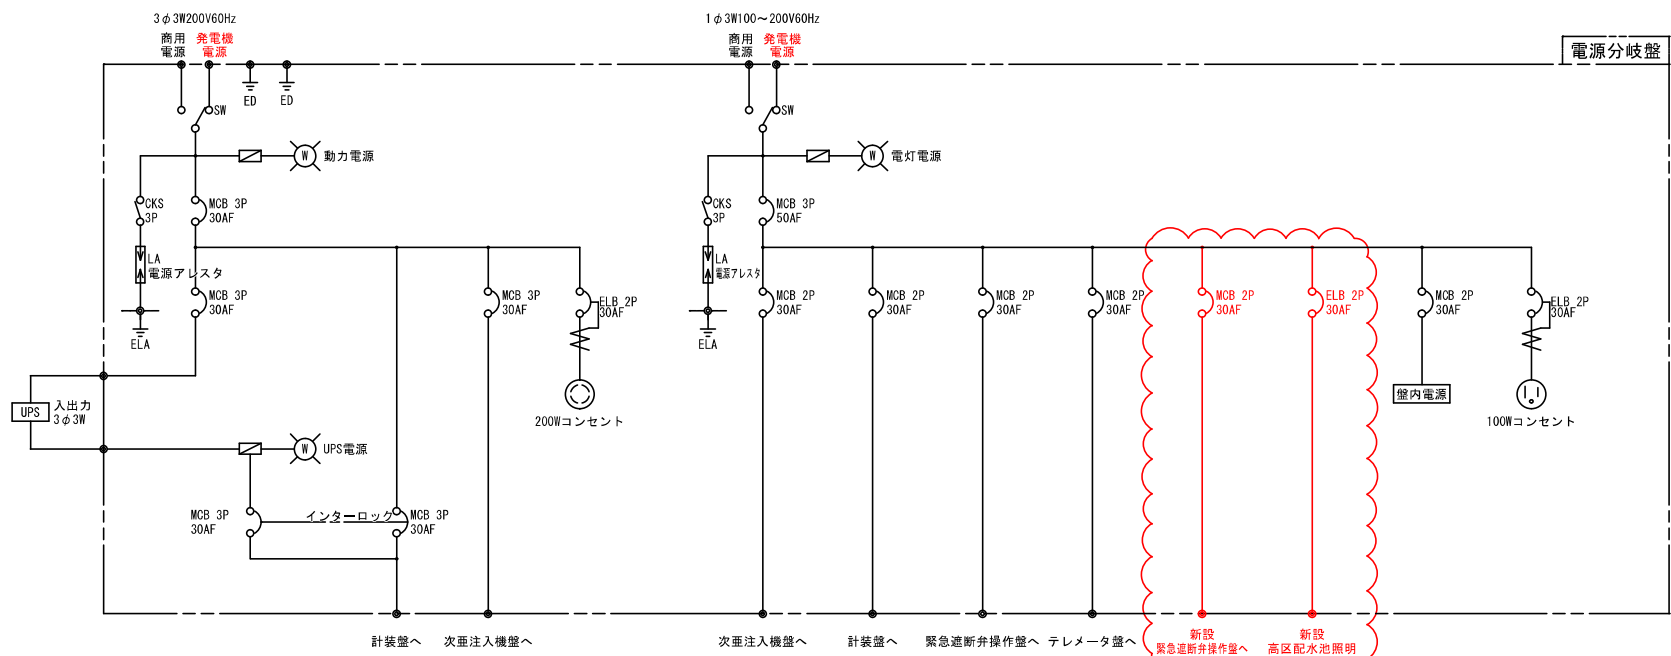 3φ3W200V60Hz
商用
電源
発電機
電源
ED
ED
SW
W
動力電源
CKS
3P
MCB 3P
30AF
LA
電源アレスタ
MCB 3P
30AF
ELA
MCB 3P
30AF
ELB 2P
30AF
200Wコンセント
UPS
入出力
3φ3W
W
UPS電源
MCB 3P
30AF
インターロック
MCB 3P
30AF
計装盤へ
次亜注入機盤へ
1φ3W100～200V60Hz
商用
電源
発電機
電源
SW
W
電灯電源
CKS
3P
MCB 3P
50AF
LA
電源アレスタ
ELA
MCB 2P
30AF
MCB 2P
30AF
MCB 2P
30AF
MCB 2P
30AF
MCB 2P
30AF
ELB 2P
30AF
MCB 2P
30AF
ELB 2P
30AF
盤内電源
100Wコンセント
次亜注入機盤へ
計装盤へ
緊急遮断弁操作盤へ
テレメータ盤へ
新設
緊急遮断弁操作盤へ
新設
高区配水池照明
電源分岐盤